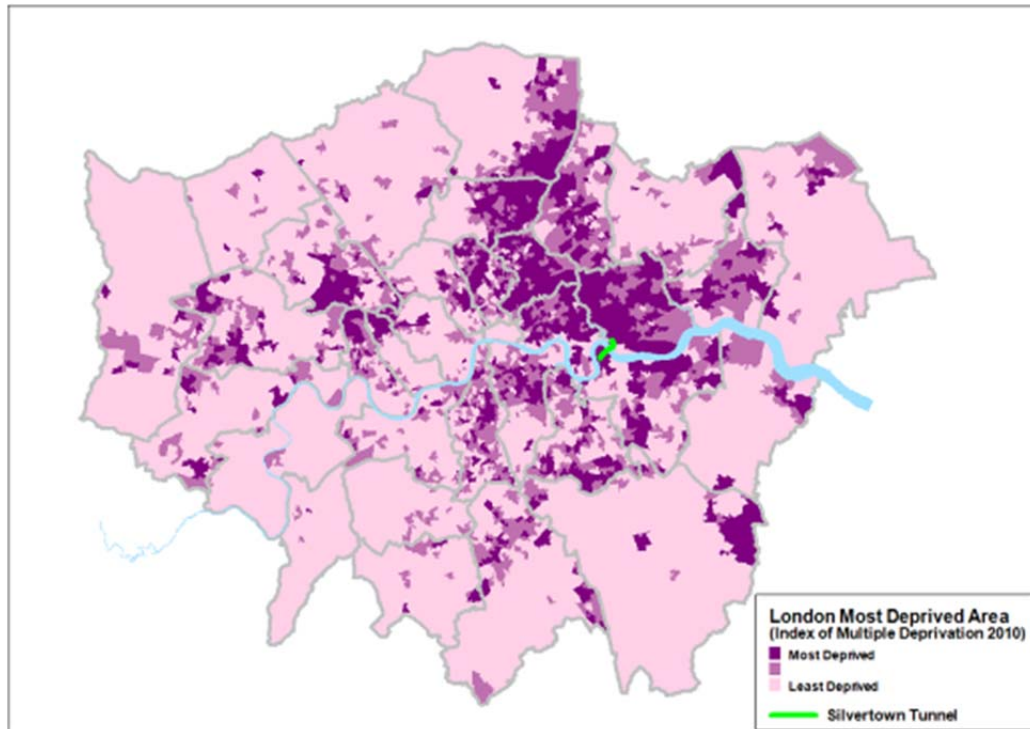 London Most Deprived Area
(Index of Multiple Deprivation 2010)
Most Deprived
Least Deprived
Silvertown Tunnel